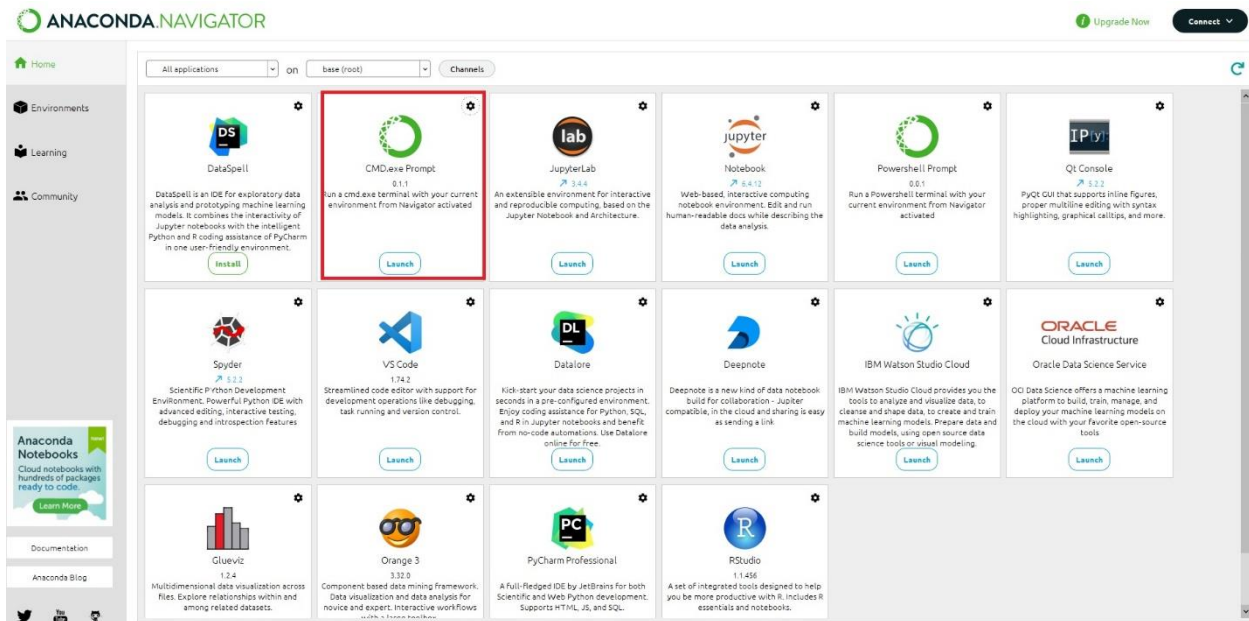 ANACONDA.NAVIGATOR
i Upgrade Now
Connect
Home
Environments
Learning
Community
All applications
on
base (root)
Channels
DS
DataSpell
DataSpell is an IDE for exploratory data
analysis and prototyping machine learning
models. It combines the interactivity of
Jupyter notebooks with the intelligent
Python and R coding assistance of PyCharm
in one user-friendly environment.
Install
CMD.exe Prompt
0.1.1
Run a cmd.exe terminal with your current
environment from Navigator activated
Launch
lab
JupyterLab
3.4.4
An extensible environment for interactive
and reproducible computing, based on the
Jupyter Notebook and Architecture.
Launch
jupyter
Notebook
6.4.12
Web-based, interactive computing
notebook environment. Edit and run
human-readable docs while describing the
data analysis.
Launch
Powershell Prompt
0.0.1
Run a Powershell terminal with your
current environment from Navigator
activated
Launch
IP[y]
Qt Console
5.2.2
PyQt GUI that supports inline figures,
proper multiline editing with syntax
highlighting, graphical calltips, and more.
Launch
Spyder
5.2.2
Scientific PYthon Development
EnviRonment. Powerful Python IDE with
advanced editing, interactive testing,
debugging and introspection features
Launch
VS Code
1.74.2
Streamlined code editor with support for
development operations like debugging,
task running and version control.
Launch
DL
Datalore
Kick-start your data science projects in
seconds in a pre-configured environment.
Enjoy coding assistance for Python, SQL,
and R in Jupyter notebooks and benefit
from no-code automations. Use Datalore
online for free.
Launch
Deepnote
Deepnote is a new kind of data notebook
build for collaboration - Jupiter
compatible, in the cloud and sharing is easy
as sending a link
Launch
IBM Watson Studio Cloud
IBM Watson Studio Cloud provides you the
tools to analyze and visualize data, to
cleanse and shape data, to create and train
machine learning models. Prepare data and
build models, using open source data
science tools or visual modeling.
Launch
ORACLE
Cloud Infrastructure
Oracle Data Science Service
OCI Data Science offers a machine learning
platform to build, train, manage, and
deploy your machine learning models on
the cloud with your favorite open-source
tools
Launch
Glueviz
1.2.4
Multidimensional data visualization across
files. Explore relationships within and
among related datasets.
Orange 3
3.32.0
Component based data mining framework.
Data visualization and data analysis for
novice and expert. Interactive workflows
with a large toolbox.
PC
PyCharm Professional
A full-fledged IDE by JetBrains for both
Scientific and Web Python development.
Supports HTML, JS, and SQL.
R
RStudio
1.1.456
A set of integrated tools designed to help
you be more productive with R. Includes R
essentials and notebooks.
Anaconda
Notebooks
Cloud notebooks with
hundreds of packages
ready to code.
Learn More
Documentation
Anaconda Blog
You